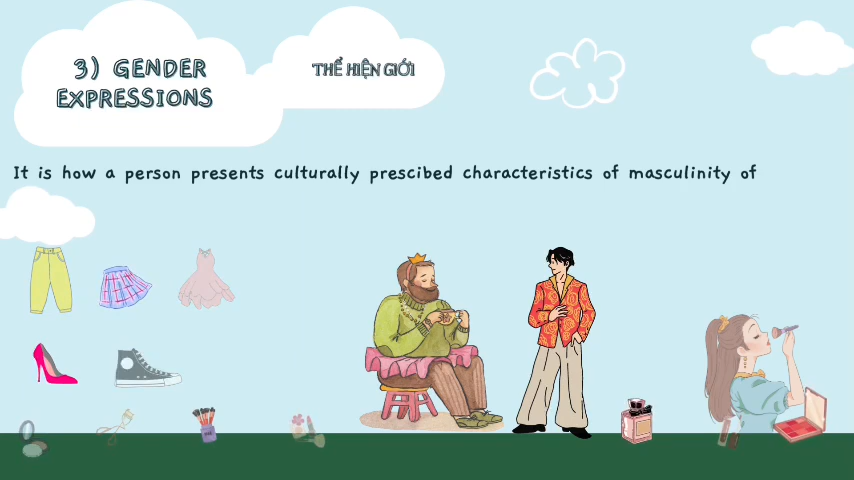 3) GENDER
EXPRESSIONS
THỂ HIỆN GIỚI
It is how a person presents culturally prescibed characteristics of masculinity of